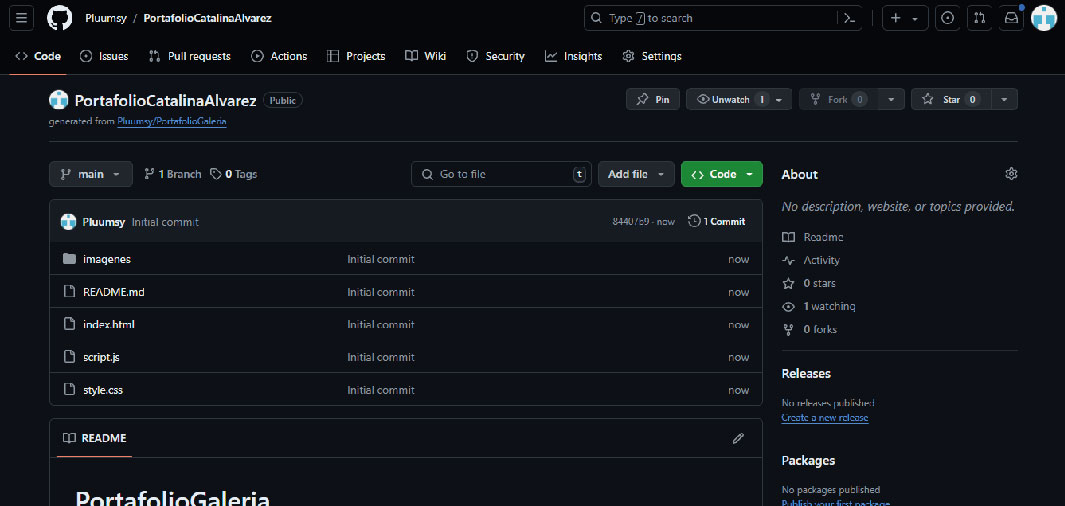 Pluumsy / PortafolioCatalinaAlvarez
Type / to search
Code Issues Pull requests Actions Projects Wiki Security Insights Settings
PortafolioCatalinaAlvarez Public
Pin Unwatch 1 Fork 0 Star 0
generated from Pluumsy/PortafolioGaleria
main 1 Branch 0 Tags Go to file t Add file Code
About
No description, website, or topics provided.
Readme
Activity
0 stars
1 watching
0 forks
Pluumsy Initial commit 84407b9 · now 1 Commit
imagenes Initial commit now
README.md Initial commit now
index.html Initial commit now
script.js Initial commit now
style.css Initial commit now
Releases
No releases published
Create a new release
README
Packages
No packages published
Publish your first package
PortafolioGaleria